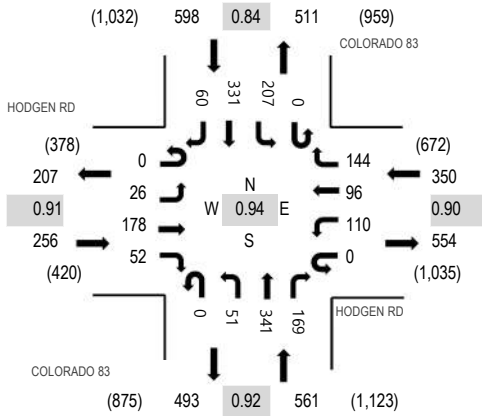 (1,032) 598 0.84 511 (959)
COLORADO 83
60 331 207 0
HODGEN RD
(378) (672)
0 144
207 350
26 N 96
0.91 W 0.94 E 0.90
178 S 110
256 554
52 0
(420) (1,035)
0 51 341 169
HODGEN RD
COLORADO 83
(875) 493 0.92 561 (1,123)